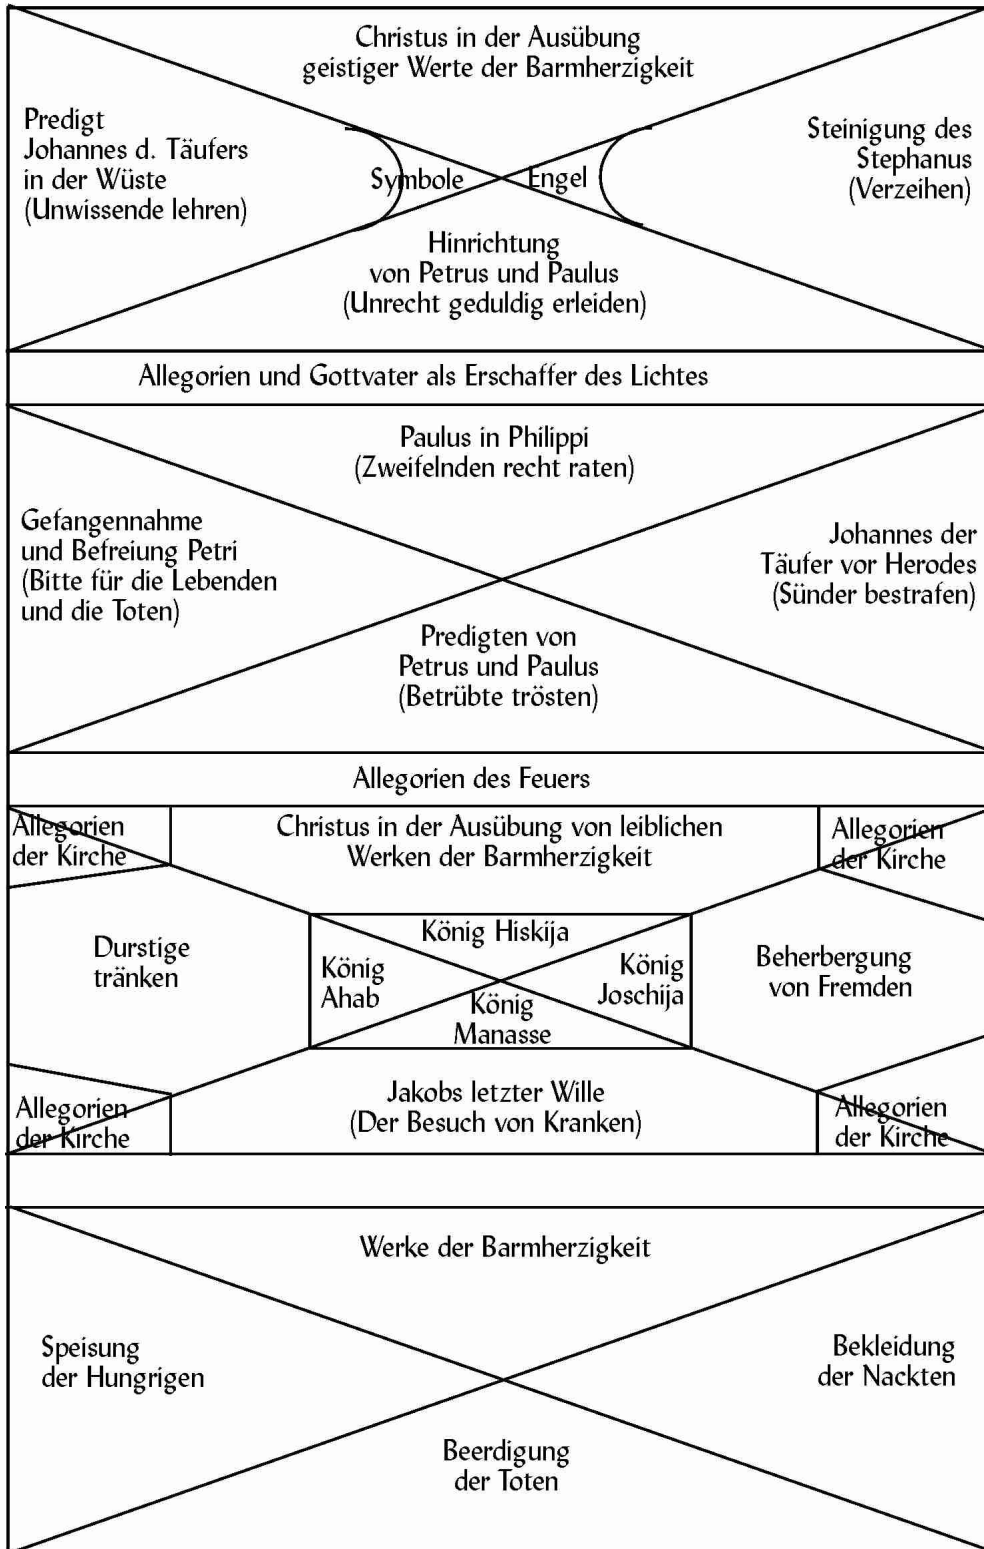 Christus in der Ausübung
geistiger Werte der Barmherzigkeit
Predigt
Johannes d. Täufers
in der Wüste
(Unwissende lehren)
Steinigung des
Stephanus
(Verzeihen)
Symbole
Engel
Hinrichtung
von Petrus und Paulus
(Unrecht geduldig erleiden)
Allegorien und Gottvater als Erschaffer des Lichtes
Paulus in Philippi
(Zweifelnden recht raten)
Gefangennahme
und Befreiung Petri
(Bitte für die Lebenden
und die Toten)
Johannes der
Täufer vor Herodes
(Sünder bestrafen)
Predigten von
Petrus und Paulus
(Betrübte trösten)
Allegorien des Feuers
Allegorien
der Kirche
Christus in der Ausübung von leiblichen
Werken der Barmherzigkeit
Allegorien
der Kirche
Durstige
tränken
König Hiskija
König
Ahab
König
Joschija
König
Manasse
Beherbergung
von Fremden
Allegorien
der Kirche
Jakobs letzter Wille
(Der Besuch von Kranken)
Allegorien
der Kirche
Werke der Barmherzigkeit
Speisung
der Hungrigen
Bekleidung
der Nackten
Beerdigung
der Toten